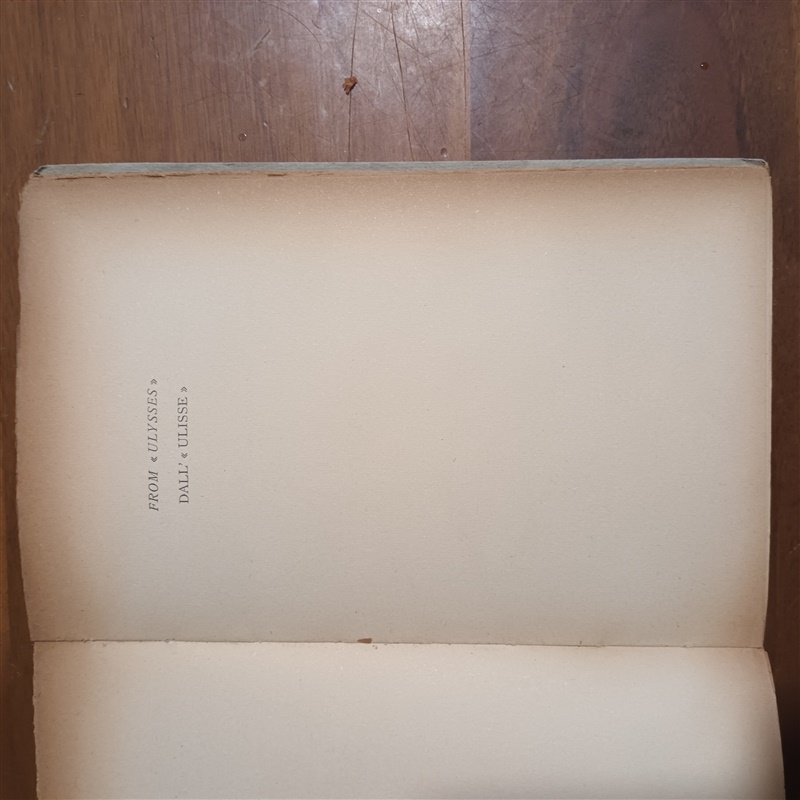 FROM « ULYSSES »
DALL' « ULISSE »